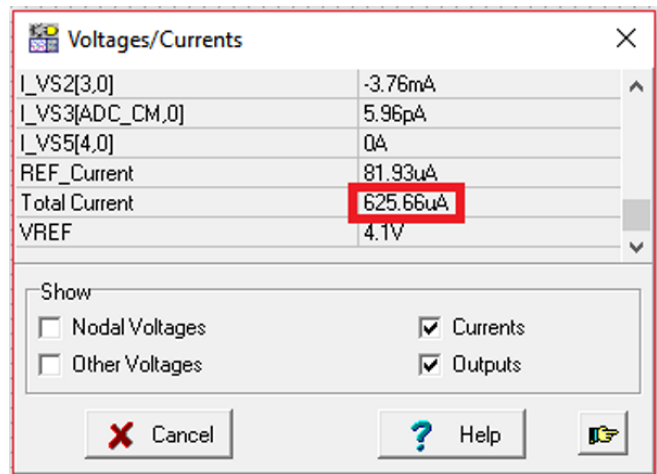 Voltages/Currents
I_VS2[3,0] -3.76mA
I_VS3[ADC_CM,0] 5.96pA
I_VS5[4,0] 0A
REF_Current 81.93uA
Total Current 625.66uA
VREF 4.1V
Show
Nodal Voltages Currents
Other Voltages Outputs
Cancel ? Help